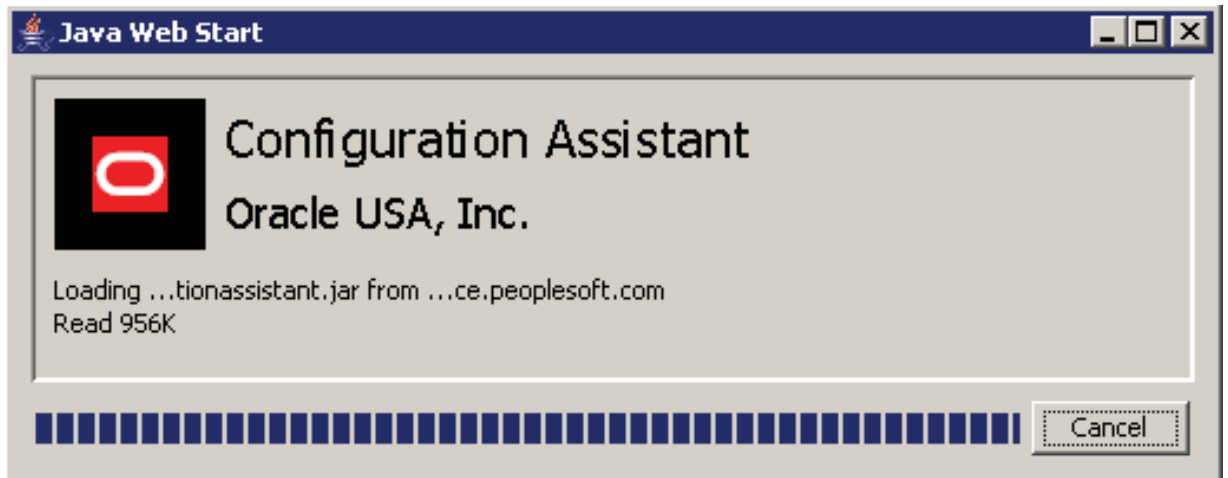 Java Web Start
Configuration Assistant
Oracle USA, Inc.
Loading ...tionassistant.jar from ...ce.peoplesoft.com
Read 956K
Cancel